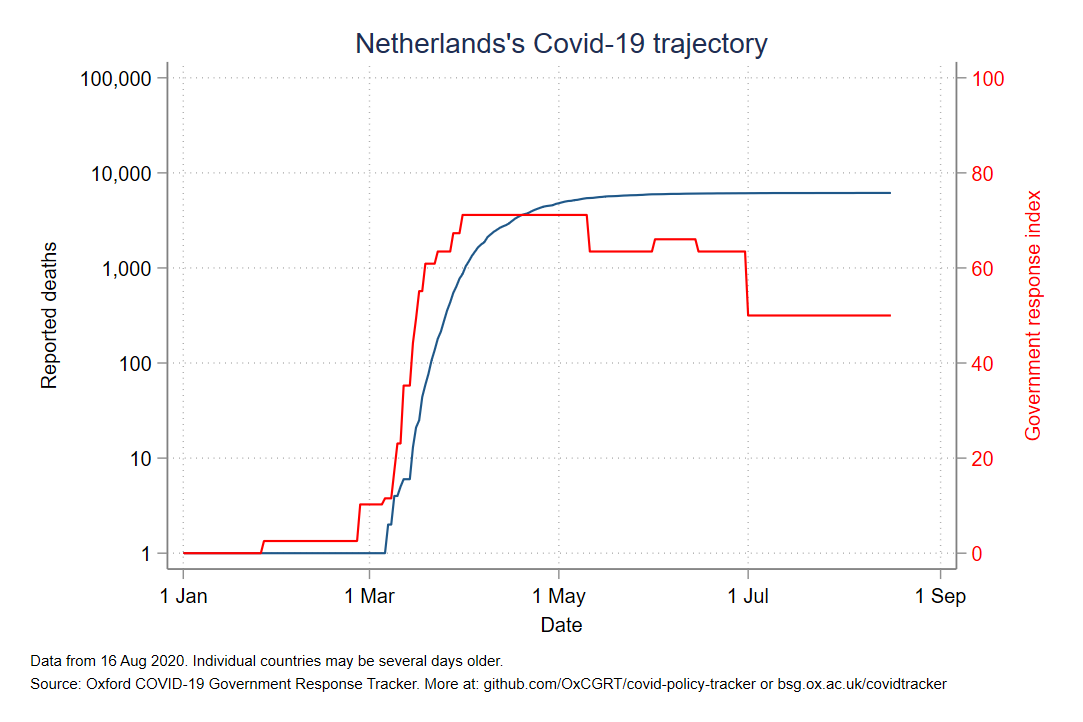 Netherlands's Covid-19 trajectory
100,000
10,000
1,000
100
10
1
Reported deaths
100
80
60
40
20
0
Government response index
1 Jan 1 Mar 1 May 1 Jul 1 Sep
Date
Data from 16 Aug 2020. Individual countries may be several days older.
Source: Oxford COVID-19 Government Response Tracker. More at: github.com/OxCGRT/covid-policy-tracker or bsg.ox.ac.uk/covidtracker